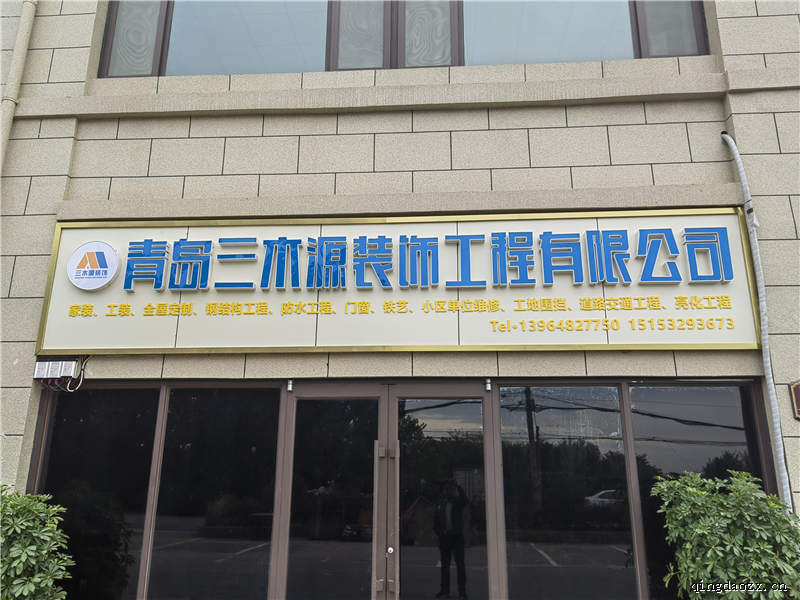 青岛三木源装饰工程有限公司
三木源装饰
家装、工装、全屋定制、钢结构工程、防水工程、门窗、铁艺、小区单位维修、工地围挡、道路交通工程、亮化工程
Tel·13964827750 15153293673
qingdaozx.cn